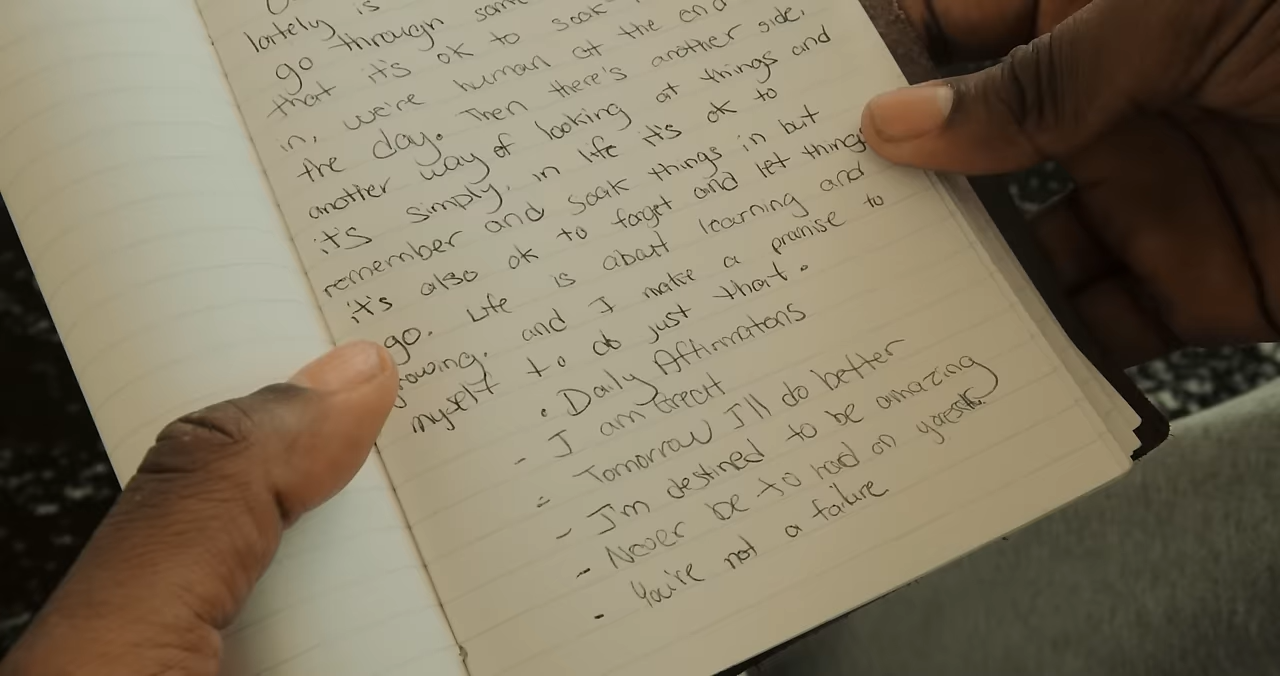 lately is
go through som
that it's ok to soak
in, we're human at the end
the day. Then there's another side,
another way of looking at things and
it's simply, in life it's ok to
remember and soak things in but
it's also ok to forget and let things
go. Life is about learning and
growing. and I make a promise to
myself to do just that.
• Daily Affirmations
- I am Great
- Tomorrow I'll do better
- I'm destined to be amazing
- Never be to hard on
- You're not a failure